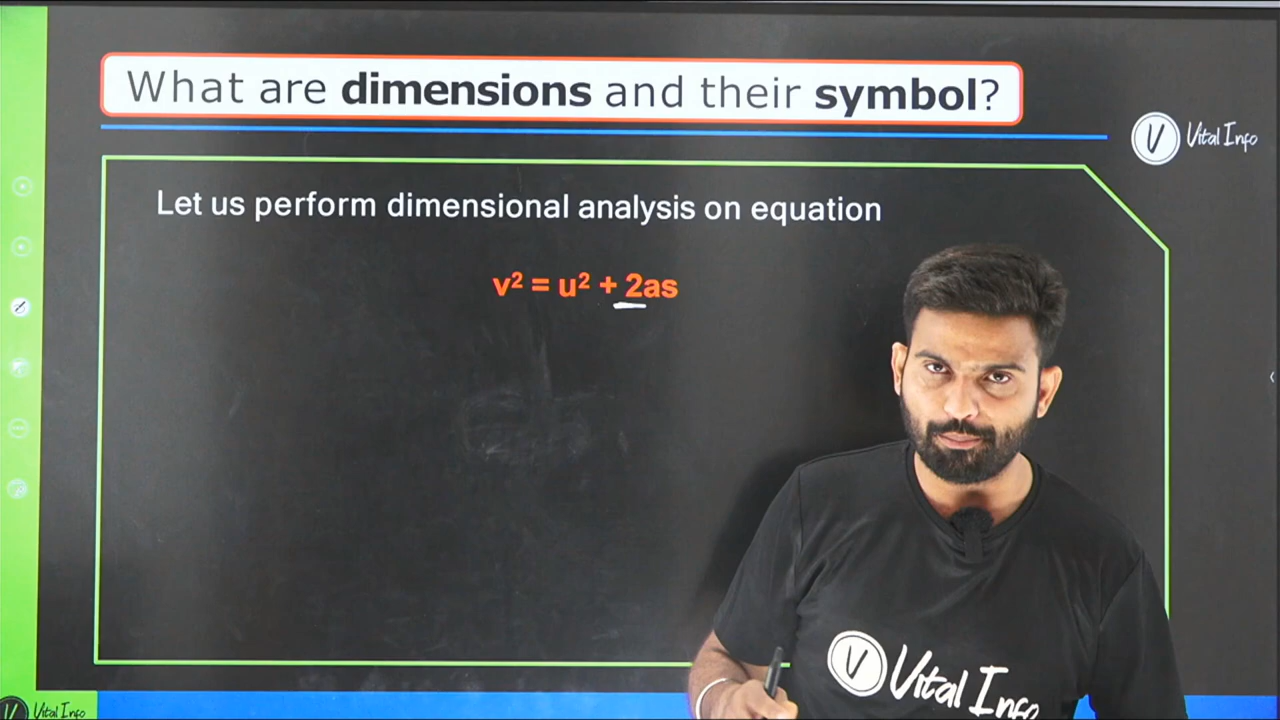 What are dimensions and their symbol?
Vital Info
Let us perform dimensional analysis on equation
v² = u² + 2as
V Vital Info
V Vital Info